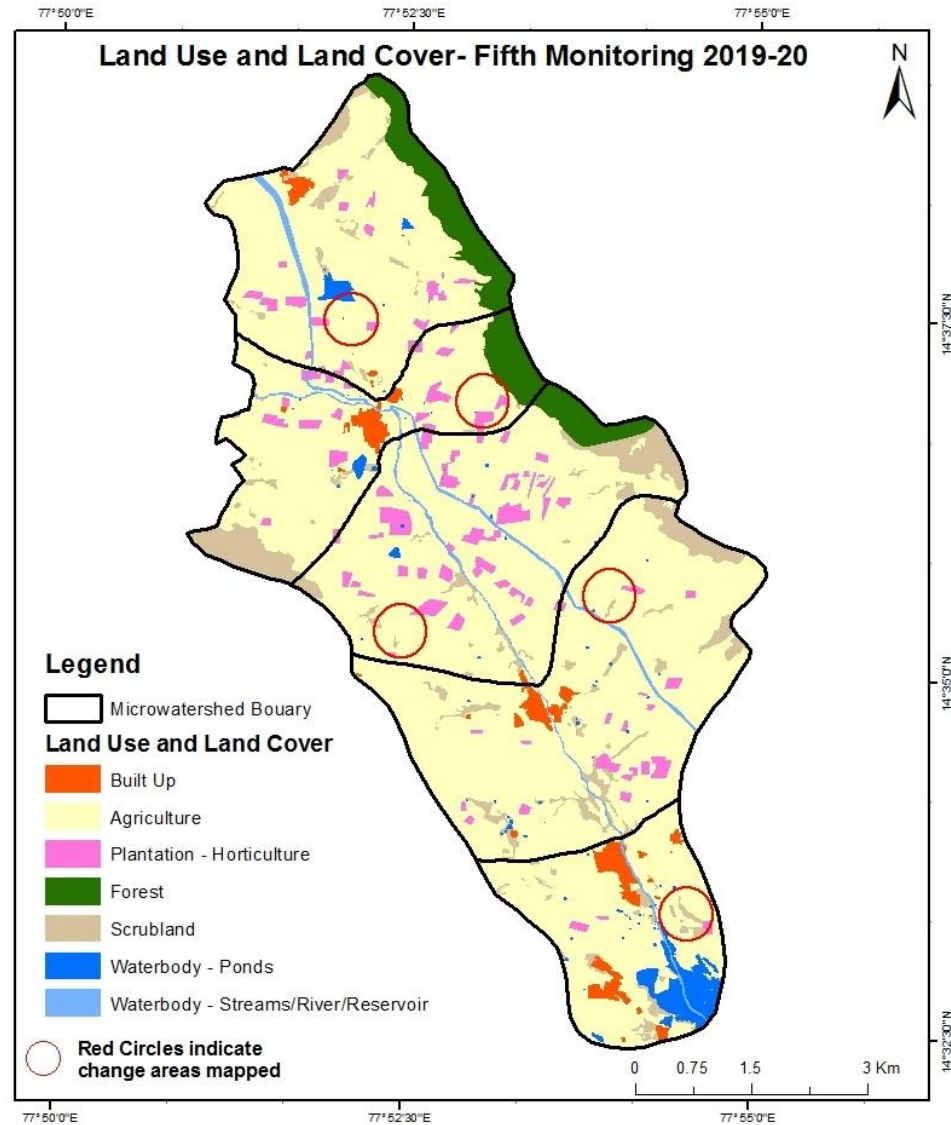 77°50'0"E 77°52'30"E 77°55'0"E
Land Use and Land Cover- Fifth Monitoring 2019-20
N
14°37'30"N
14°35'0"N
14°32'30"N
Legend
Microwatershed Bouary
Land Use and Land Cover
Built Up
Agriculture
Plantation - Horticulture
Forest
Scrubland
Waterbody - Ponds
Waterbody - Streams/River/Reservoir
Red Circles indicate
change areas mapped
0 0.75 1.5 3 Km
77°50'0"E 77°52'30"E 77°55'0"E